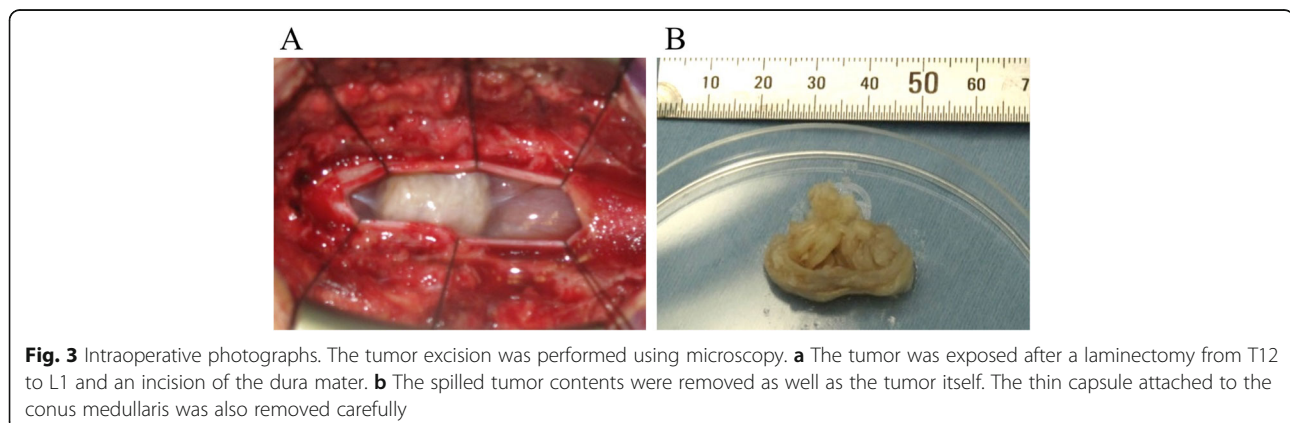 A B
10 20 30 40 50 60 7
Fig. 3 Intraoperative photographs. The tumor excision was performed using microscopy. a The tumor was exposed after a laminectomy from T12
to L1 and an incision of the dura mater. b The spilled tumor contents were removed as well as the tumor itself. The thin capsule attached to the
conus medullaris was also removed carefully